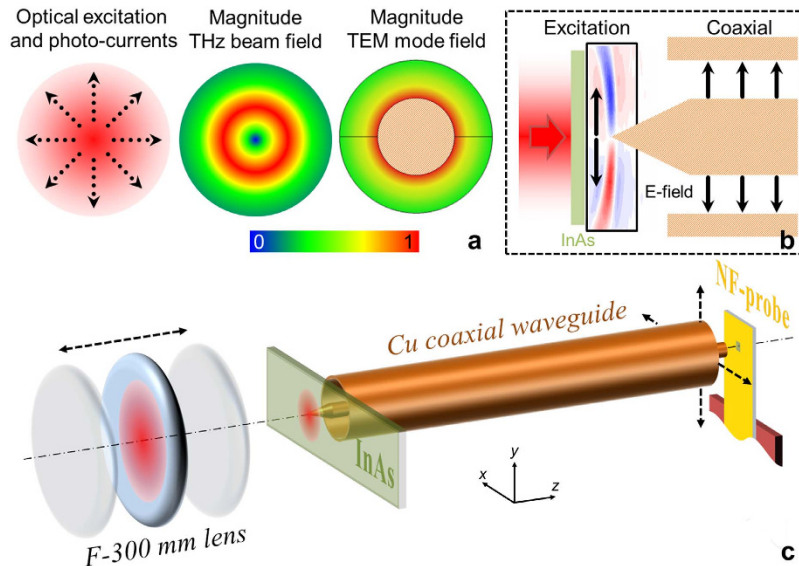 Optical excitation
and photo-currents
Magnitude
THz beam field
Magnitude
TEM mode field
0
1
a
Excitation
Coaxial
E-field
InAs
b
NF-probe
Cu coaxial waveguide
InAs
x
y
z
F-300 mm lens
c